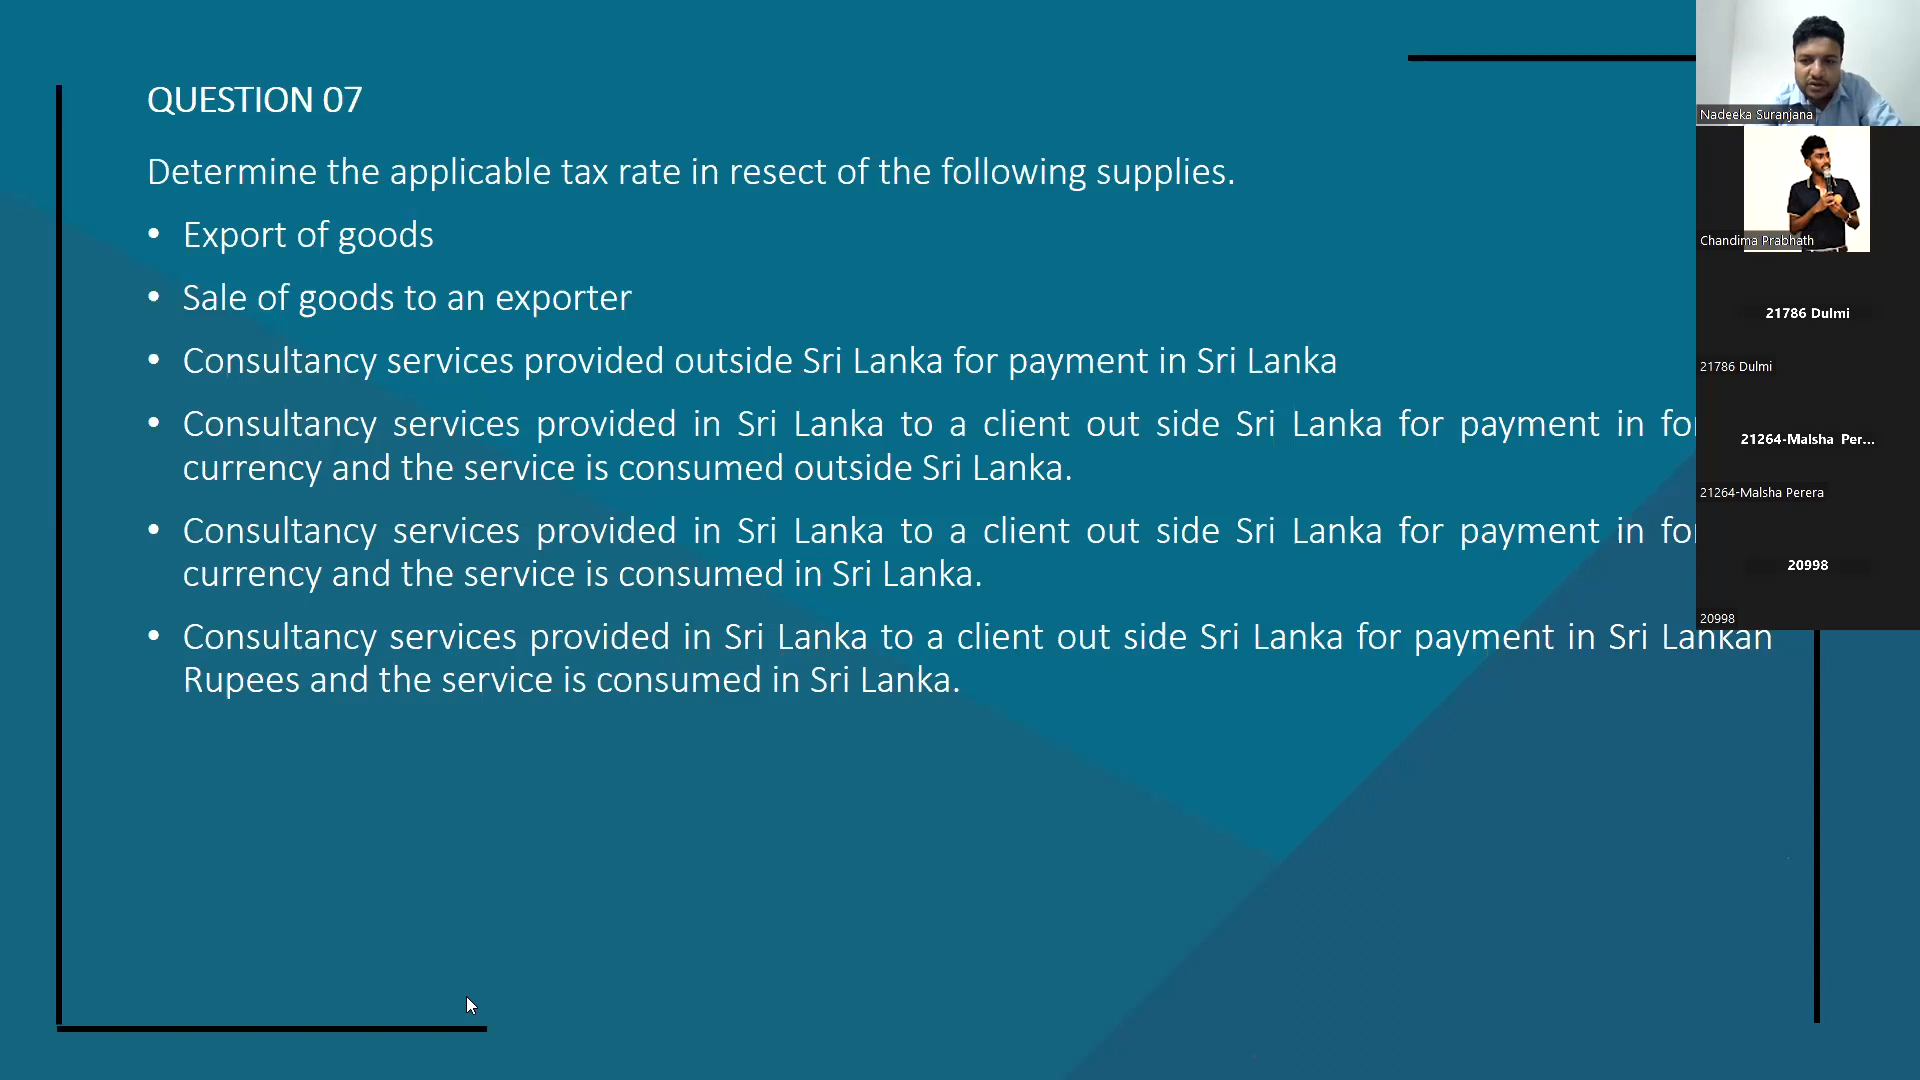 QUESTION 07
Determine the applicable tax rate in resect of the following supplies.
• Export of goods
• Sale of goods to an exporter
• Consultancy services provided outside Sri Lanka for payment in Sri Lanka
• Consultancy services provided in Sri Lanka to a client out side Sri Lanka for payment in
currency and the service is consumed outside Sri Lanka.
• Consultancy services provided in Sri Lanka to a client out side Sri Lanka for payment in
currency and the service is consumed in Sri Lanka.
• Consultancy services provided in Sri Lanka to a client out side Sri Lanka for payment in Sri Lankan
Rupees and the service is consumed in Sri Lanka.
Nadeeka Suranjana
Chandima Prabhath
21786 Dulmi
21786 Dulmi
21264-Malsha Per...
21264-Malsha Perera
20998
20998